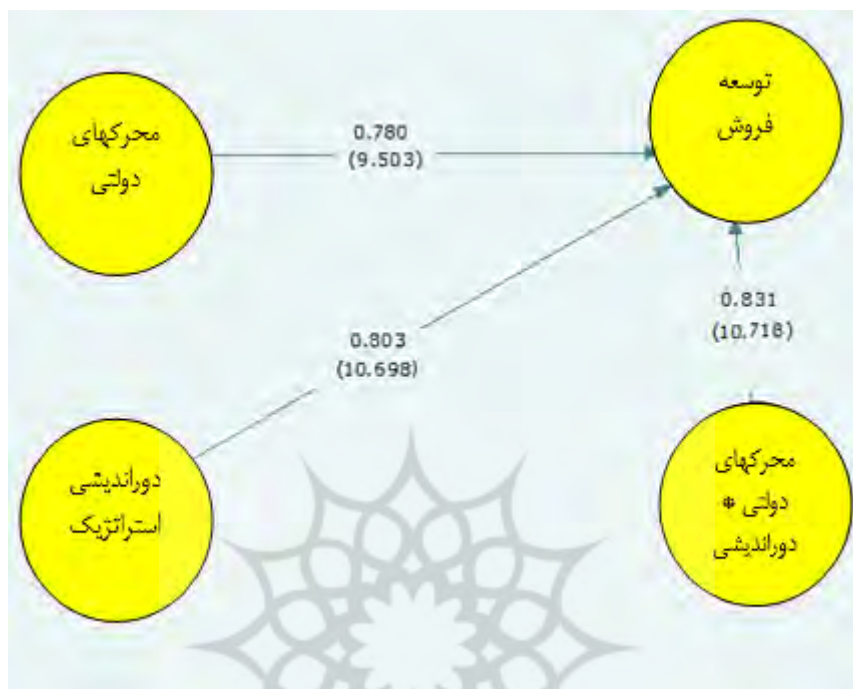 محرکهای
دولتی
0.780
(9.503)
توسعه
فروش
0.803
(10.698)
0.831
(10.718)
دوراندیشی
استراتژیک
محرکهای
دولتی *
دوراندیشی